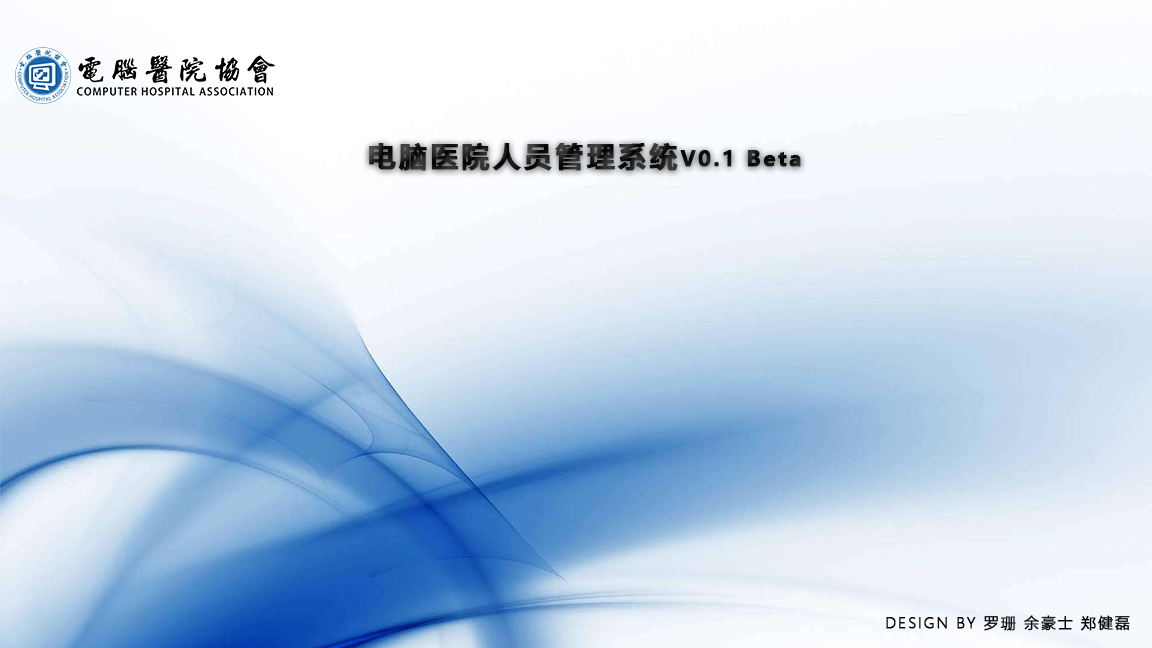 電腦醫院協會
COMPUTER HOSPITAL ASSOCIATION
电脑医院人员管理系统V0.1 Beta
DESIGN BY 罗珊 余豪士 郑健磊